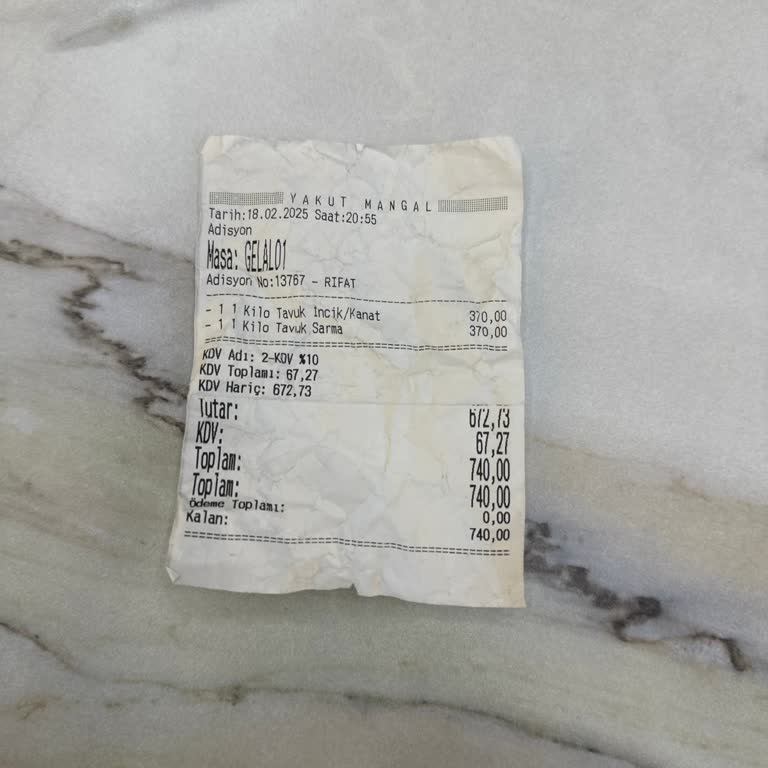 YAKUT MANGAL
Tarih:18.02.2025 Saat:20:55
Adisyon
Masa: GELAL01
Adisyon No:13767 - RIFAT
- 1 1 Kilo Tavuk İncik/Kanat 370,00
- 1 1 Kilo Tavuk Sarma 370,00
KDV Adı: 2-KDV %10
KDV Toplamı: 67,27
KDV Hariç: 672,73
Tutar: 672,73
KDV: 67,27
Toplam: 740,00
Toplam: 740,00
Ödeme Toplamı: 0,00
Kalan: 740,00